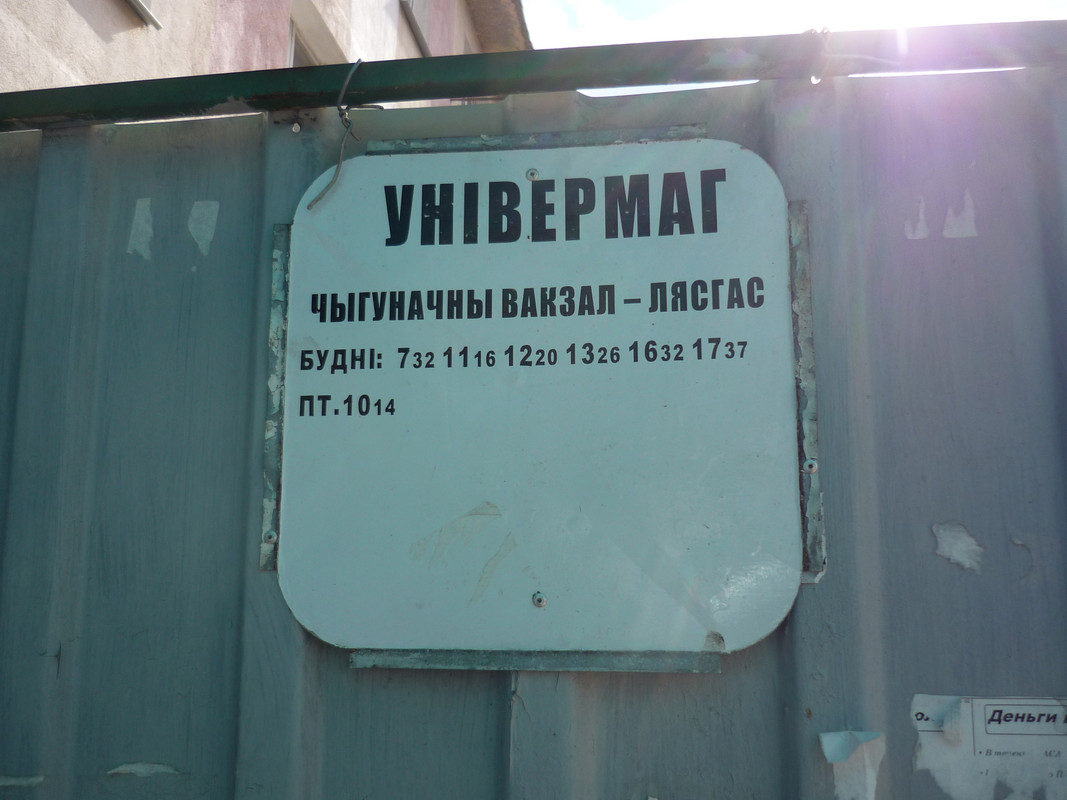 УНІВЕРМАГ
ЧЫГУНАЧНЫ ВАКЗАЛ – ЛЯСГАС
БУДНІ: 732 1116 1220 1326 1632 1737
ПТ.1014
Деньги